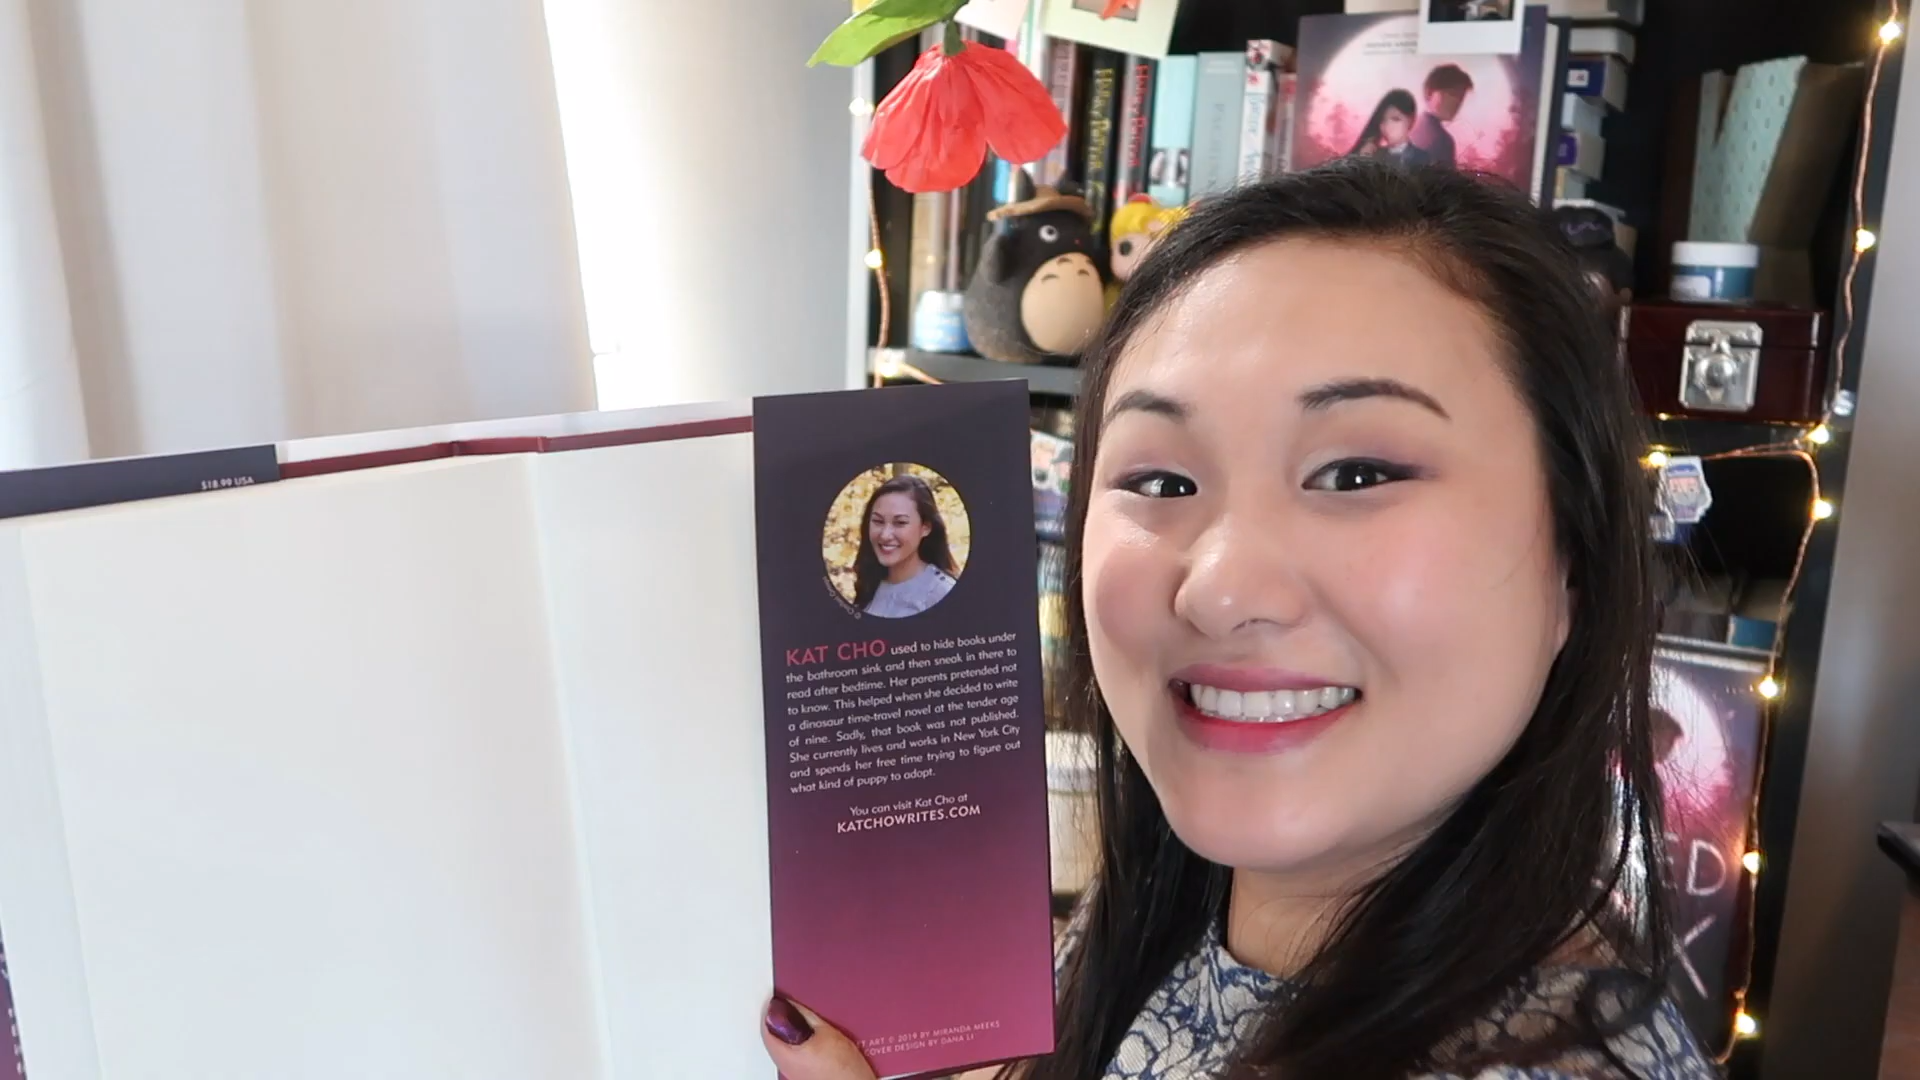 $18.99 USA
KAT CHO used to hide books under
the bathroom sink and then sneak in there to
read after bedtime. Her parents pretended not
to know. This helped when she decided to write
a dinosaur time-travel novel at the tender age
of nine. Sadly, that book was not published.
She currently lives and works in New York City
and spends her free time trying to figure out
what kind of puppy to adopt.
You can visit Kat Cho at
KATCHOWRITES.COM
ART © 2019 BY MIRANDA MEEKS
COVER DESIGN BY DANA LI